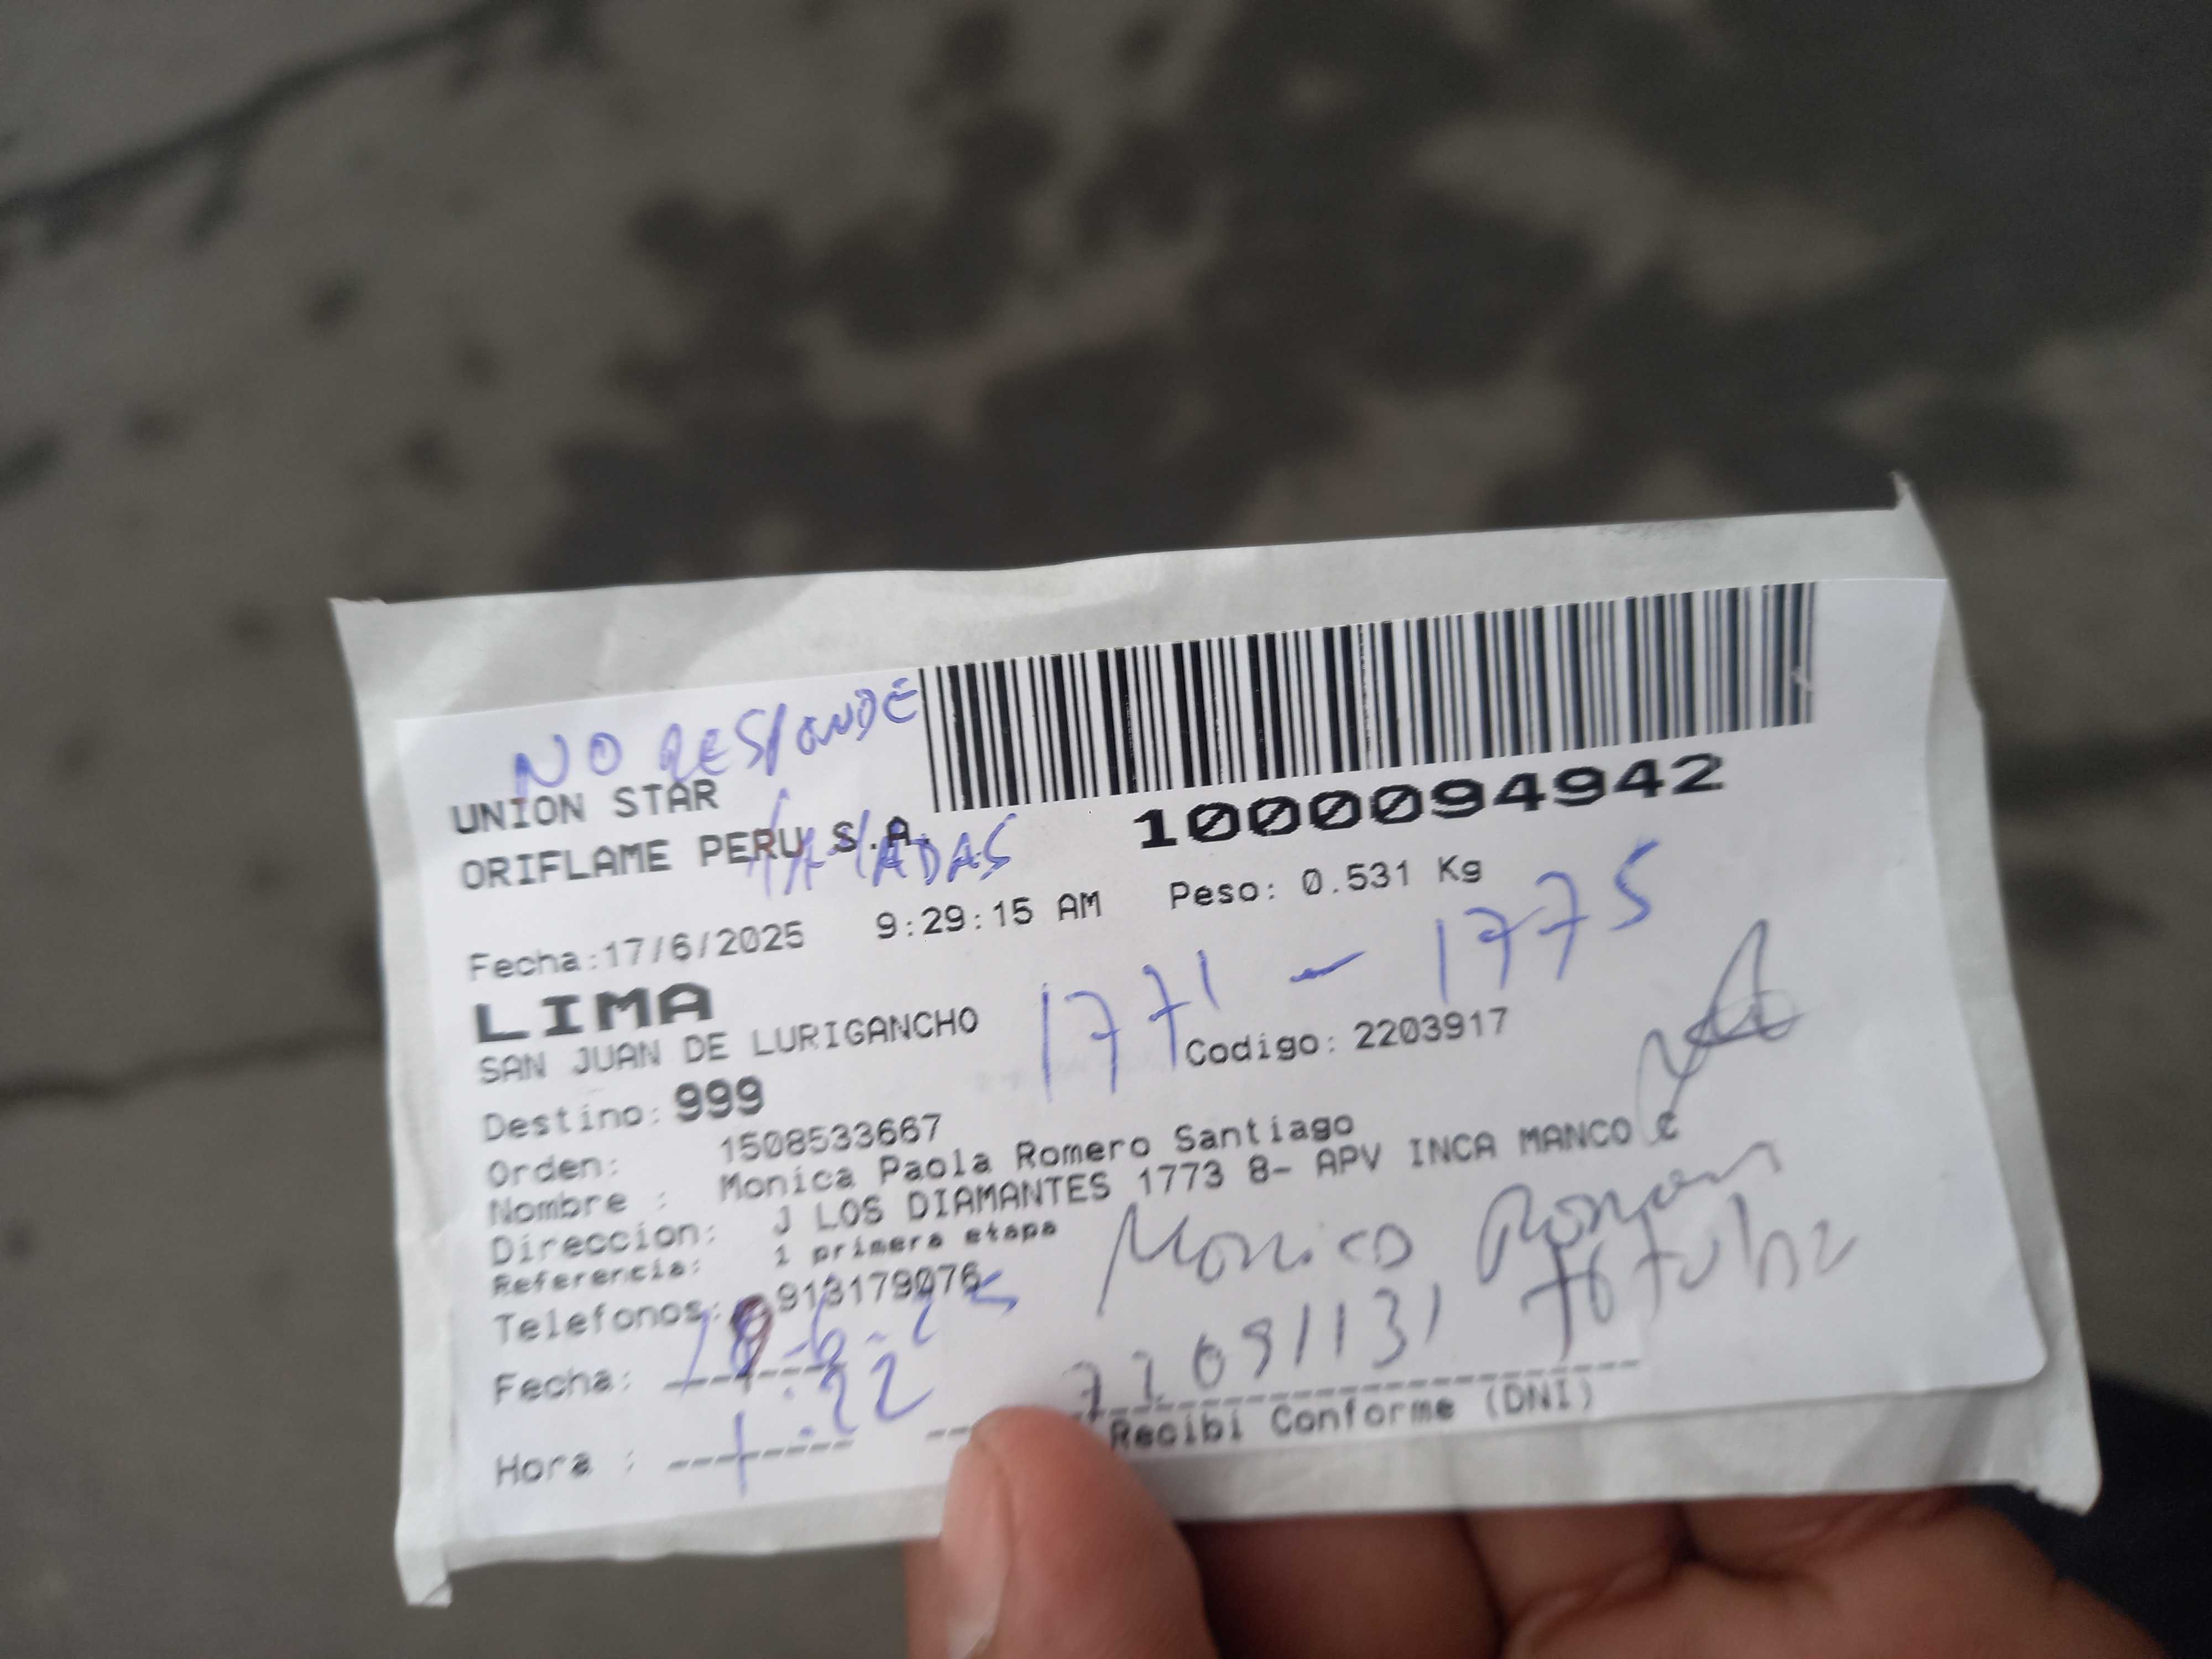 NO RESPONDE
UNION STAR
ORIFLAME PERU S.A.
1000094942
Fecha:17/6/2025 9:29:15 AM Peso: 0.531 Kg
LIMA
1771 - 1775
SAN JUAN DE LURIGANCHO
Codigo: 2203917
Destino: 999
Orden: 1508533667
Nombre : Monica Paola Romero Santiago
Direccion: J LOS DIAMANTES 1773 8- APV INCA MANCO C
Referencia: 1 primera etapa
Telefonos: 913179076
Monica
Fecha:
Hora : 1:22
Recibi Conforme (DNI)